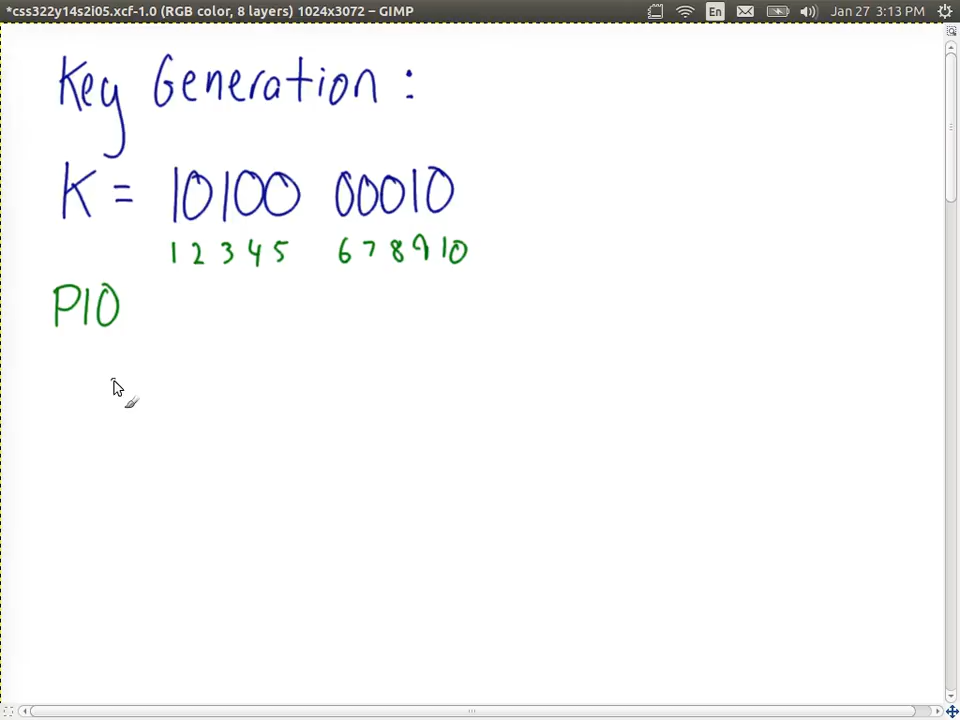 *css322y14s2i05.xcf-1.0 (RGB color, 8 layers) 1024x3072 – GIMP En Jan 27 3:13 PM
Key Generation :
K = 10100 00010
1 2 3 4 5 6 7 8 9 10
P10